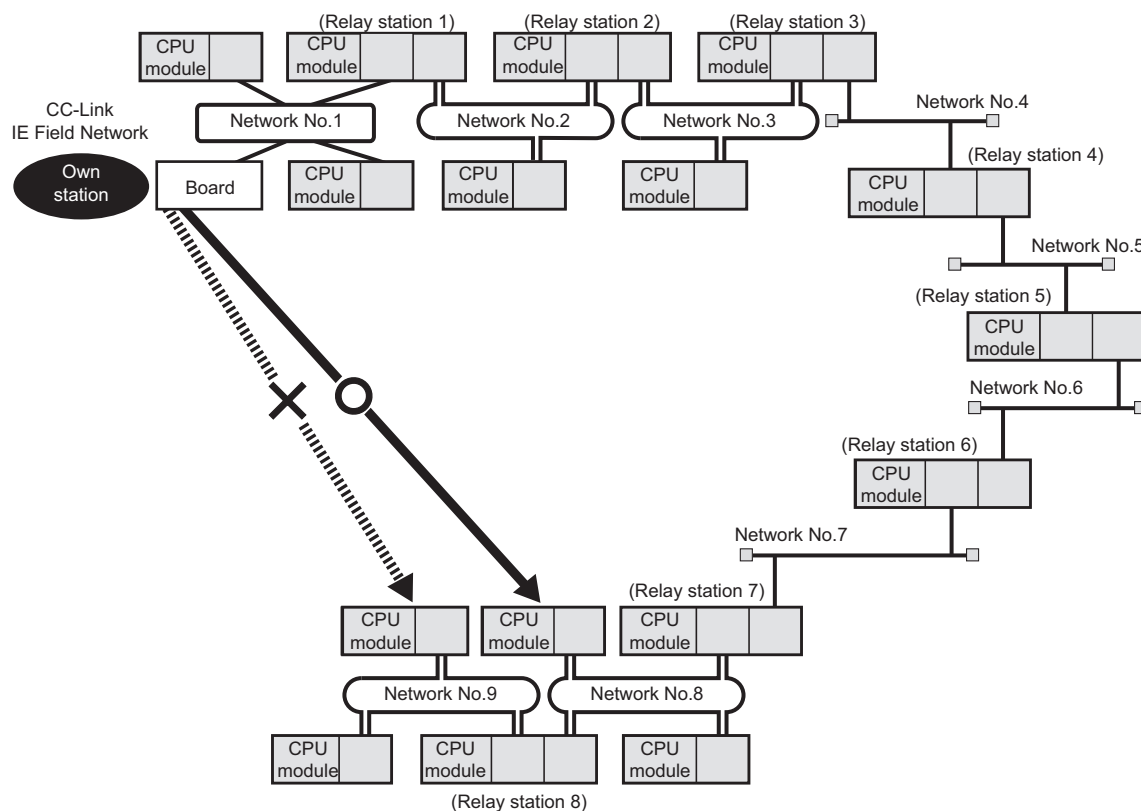 (Relay station 1)
(Relay station 2)
(Relay station 3)
CPU
module
CPU
module
CPU
module
CPU
module
CC-Link
IE Field Network
Network No.1
Network No.2
Network No.3
Network No.4
Own
station
Board
CPU
module
CPU
module
CPU
module
(Relay station 4)
CPU
module
Network No.5
(Relay station 5)
CPU
module
Network No.6
(Relay station 6)
CPU
module
Network No.7
(Relay station 7)
CPU
module
CPU
module
CPU
module
Network No.9
Network No.8
CPU
module
CPU
module
CPU
module
(Relay station 8)